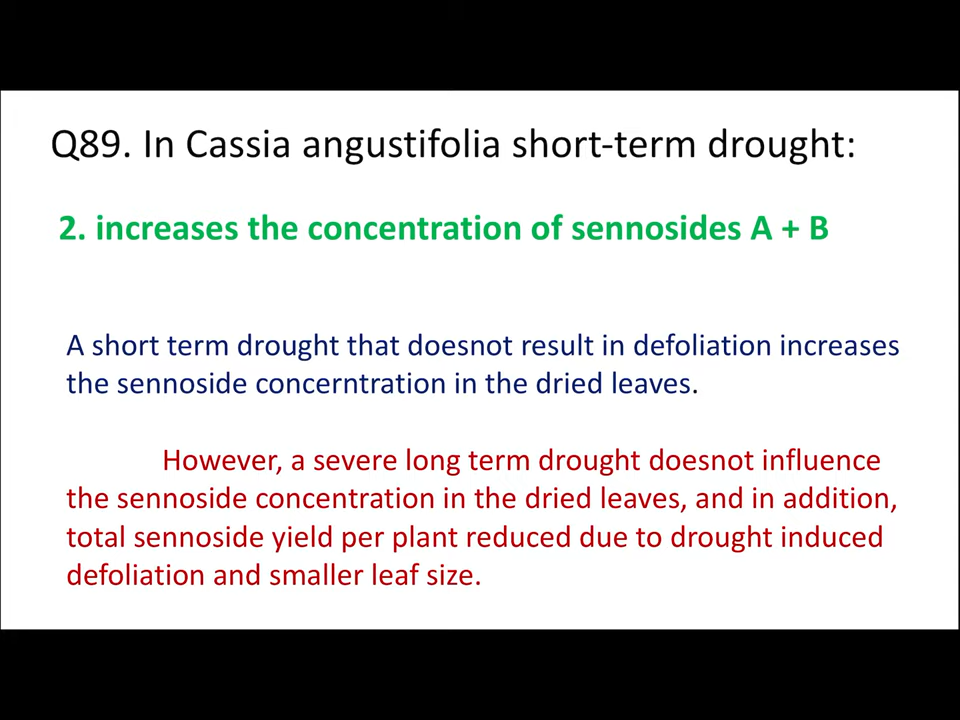 Q89. In Cassia angustifolia short-term drought:
2. increases the concentration of sennosides A + B
A short term drought that doesnot result in defoliation increases
the sennoside concerntration in the dried leaves.
However, a severe long term drought doesnot influence
the sennoside concentration in the dried leaves, and in addition,
total sennoside yield per plant reduced due to drought induced
defoliation and smaller leaf size.